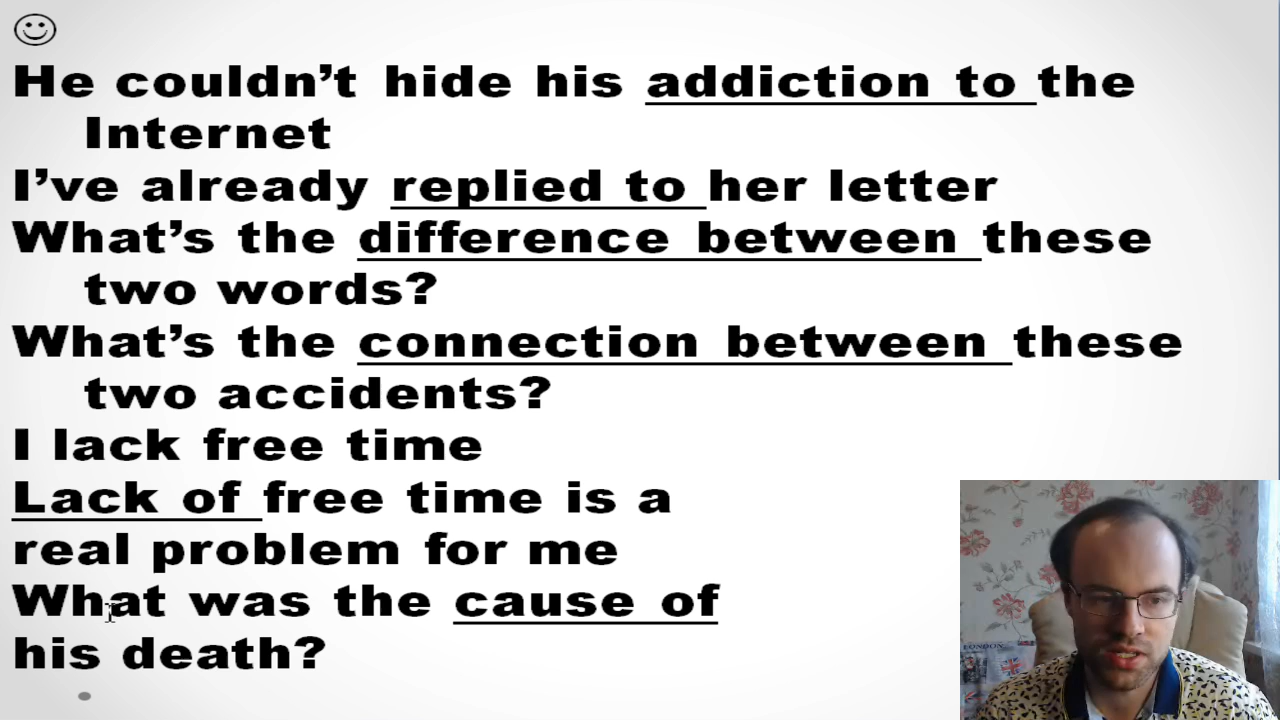 He couldn’t hide his addiction to the
Internet
I’ve already replied to her letter
What’s the difference between these
two words?
What’s the connection between these
two accidents?
I lack free time
Lack of free time is a
real problem for me
What was the cause of
his death?
LONDON